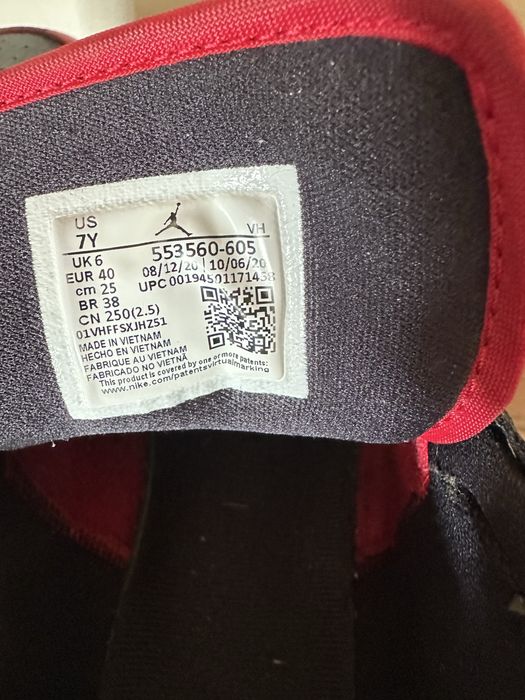 US
7Y
VH
UK 6
553560-605
EUR 40
08/12/20 10/06/20
cm 25
UPC 00194501171438
BR 38
CN 250(2.5)
01VHFFSXJHZ51
MADE IN VIETNAM
HECHO EN VIETNAM
FABRIQUE AU VIETNAM
FABRICADO NO VIETNÃ
This product is covered by one or more patents:
www.nike.com/patentsvirtualmarking